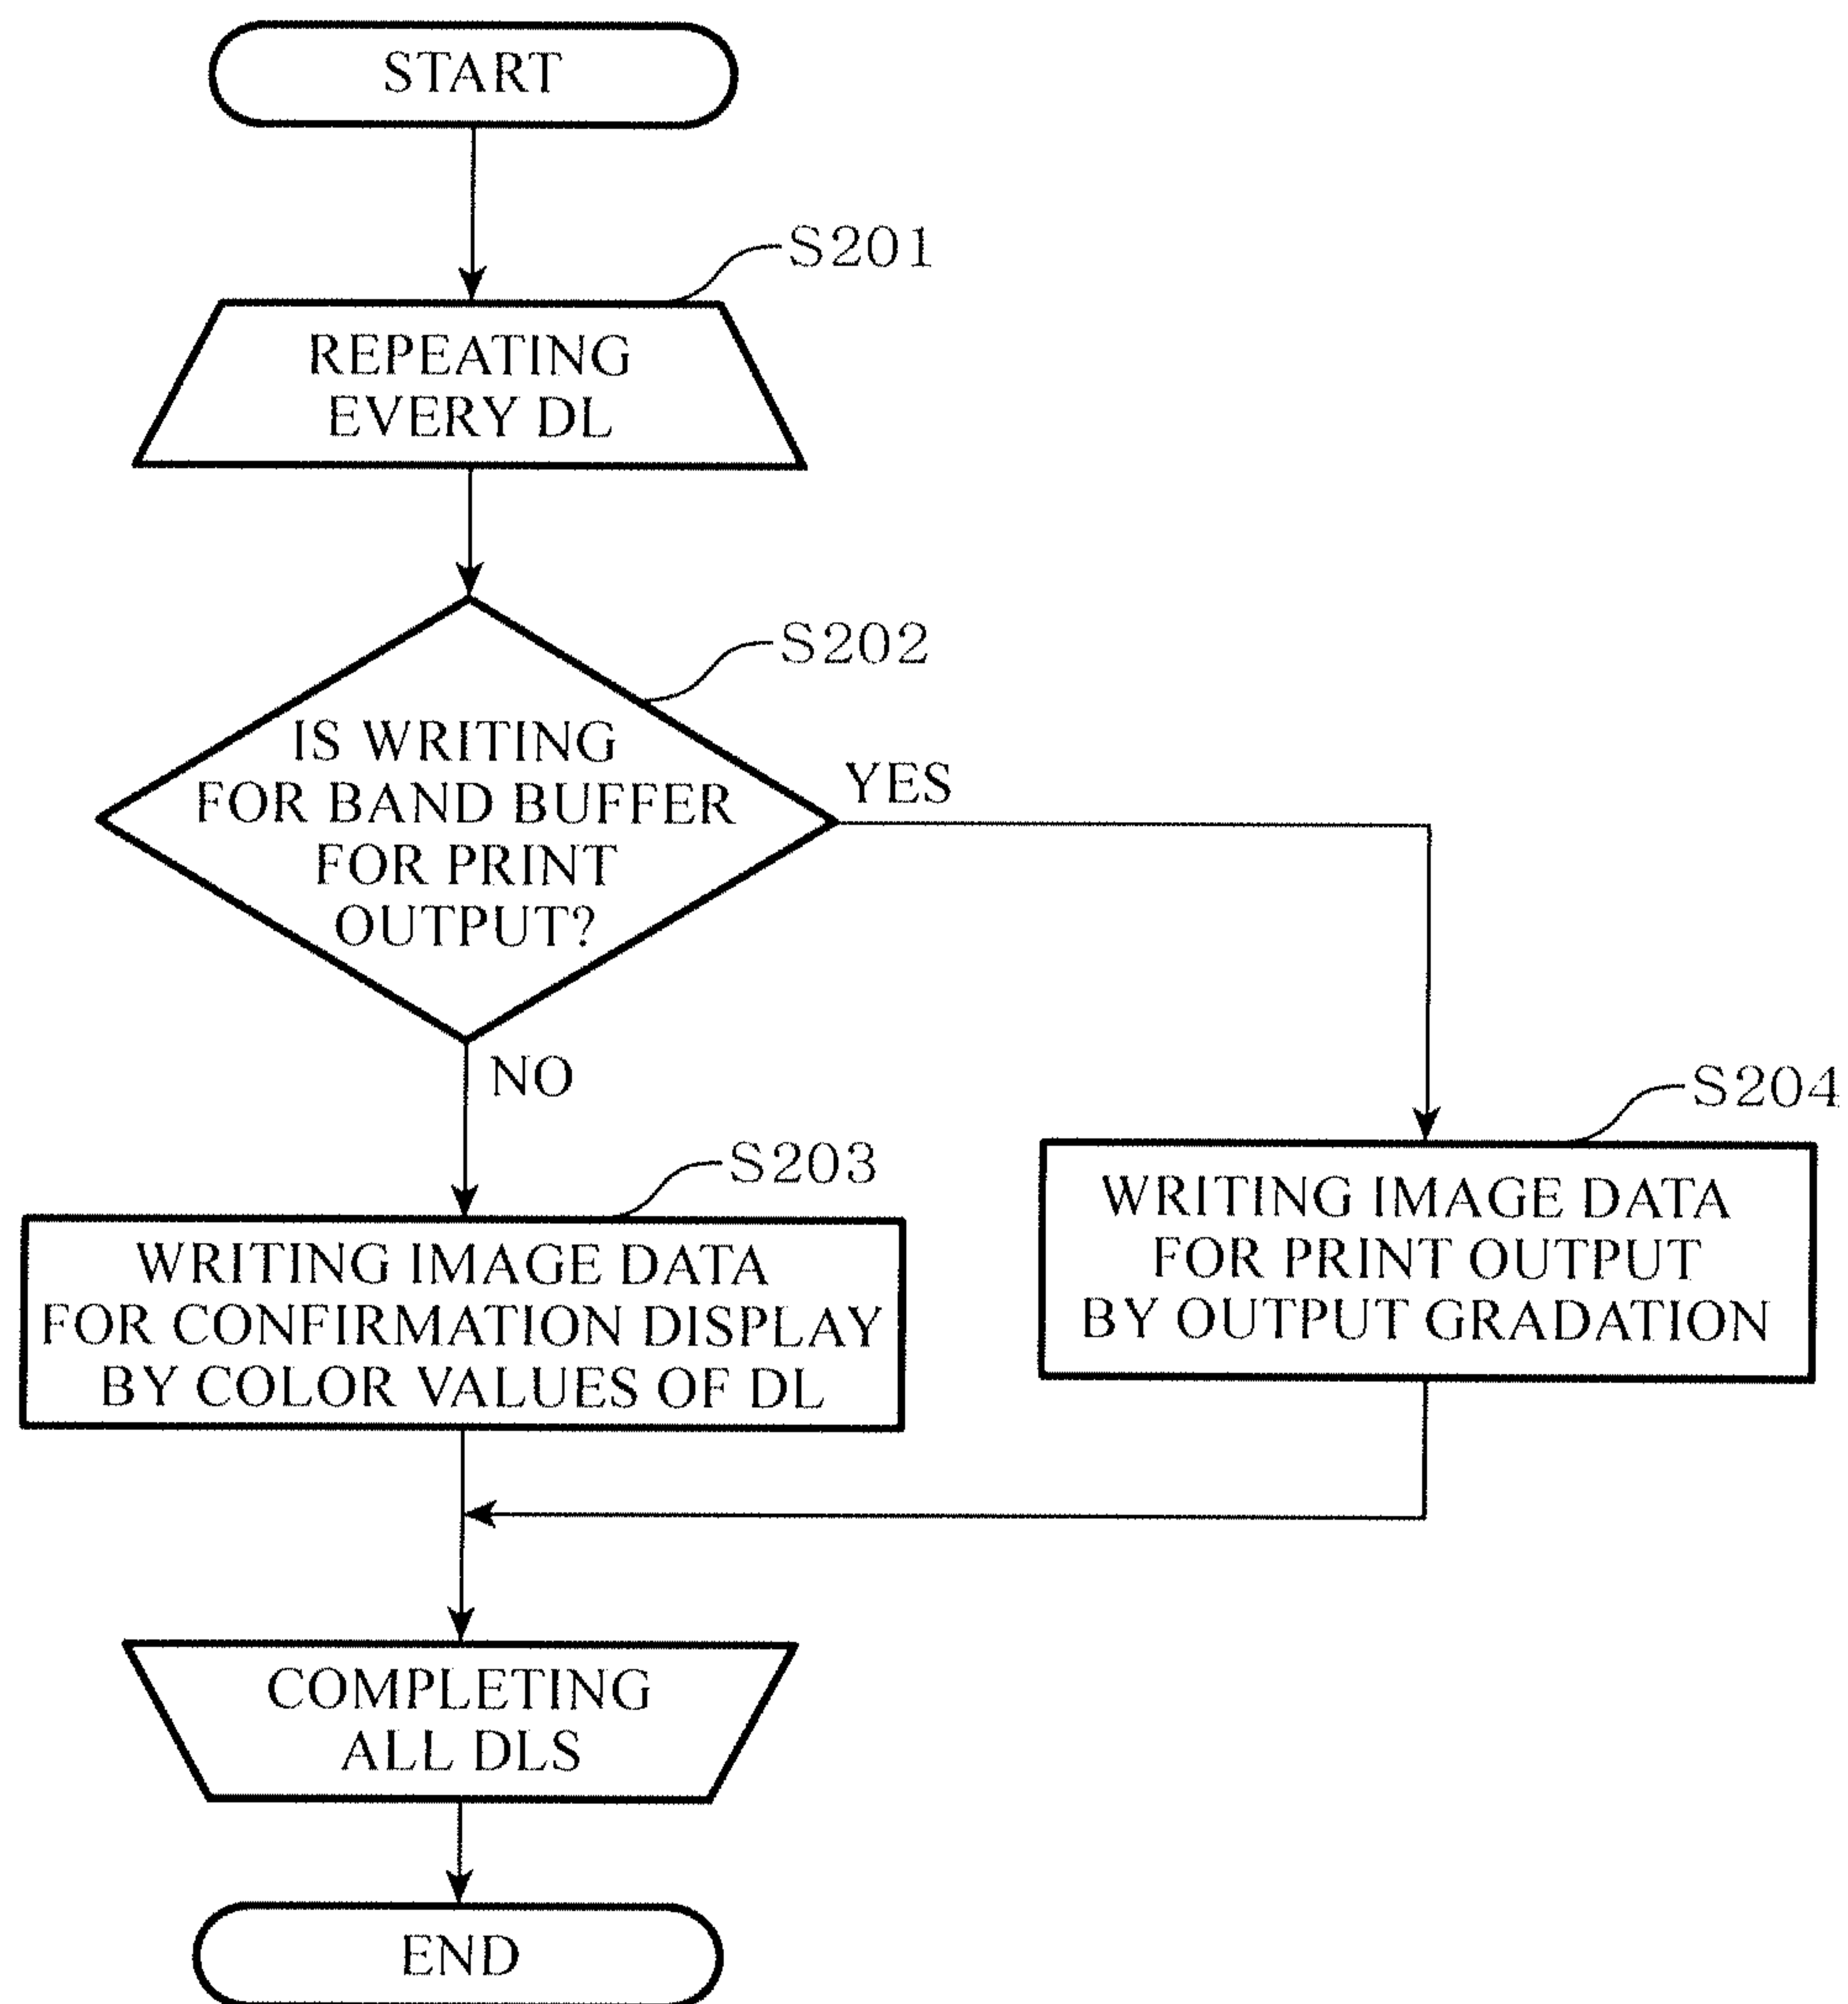 START
S201
REPEATING
EVERY DL
S202
IS WRITING
FOR BAND BUFFER
FOR PRINT
OUTPUT?
YES
NO
S203
WRITING IMAGE DATA
FOR CONFIRMATION DISPLAY
BY COLOR VALUES OF DL
S204
WRITING IMAGE DATA
FOR PRINT OUTPUT
BY OUTPUT GRADATION
COMPLETING
ALL DLS
END